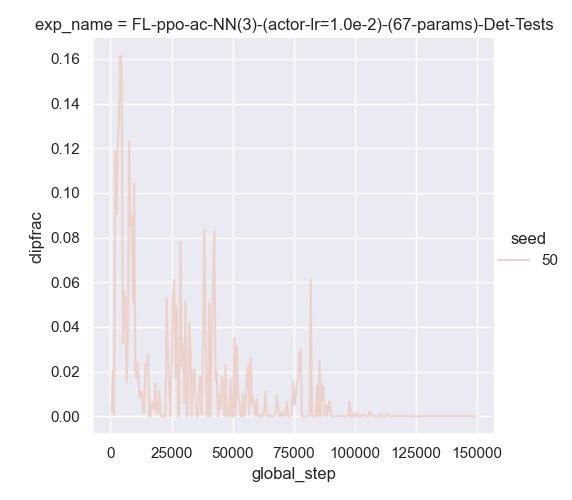 exp_name = FL-ppo-ac-NN(3)-(actor-lr=1.0e-2)-(67-params)-Det-Tests
0.16
0.14
0.12
0.10
0.08
0.06
0.04
0.02
0.00
clipfrac
seed
50
0 25000 50000 75000 100000 125000 150000
global_step